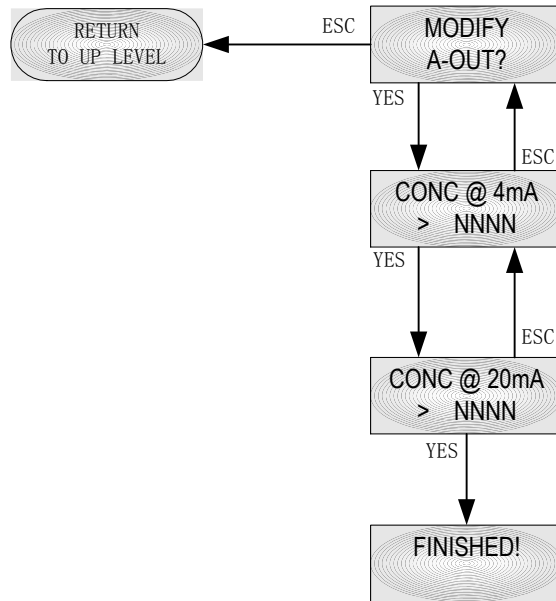 RETURN
TO UP LEVEL
ESC
MODIFY
A-OUT?
YES
ESC
CONC @ 4mA
> NNNN
YES
ESC
CONC @ 20mA
> NNNN
YES
FINISHED!